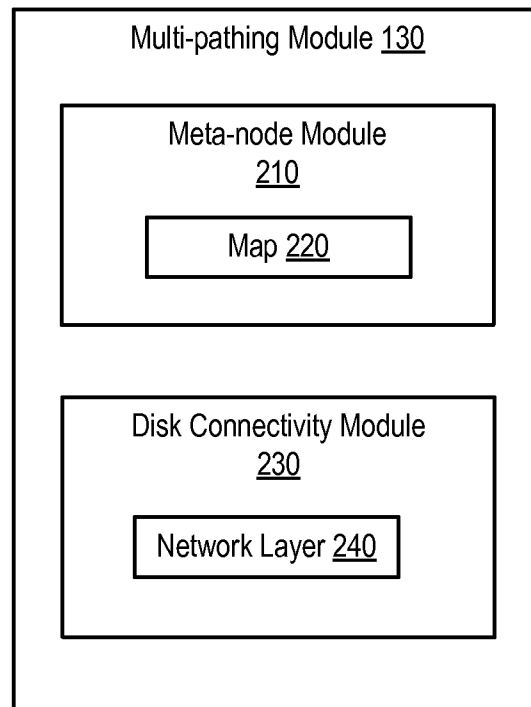 Multi-pathing Module 130
Meta-node Module
210
Map 220
Disk Connectivity Module
230
Network Layer 240